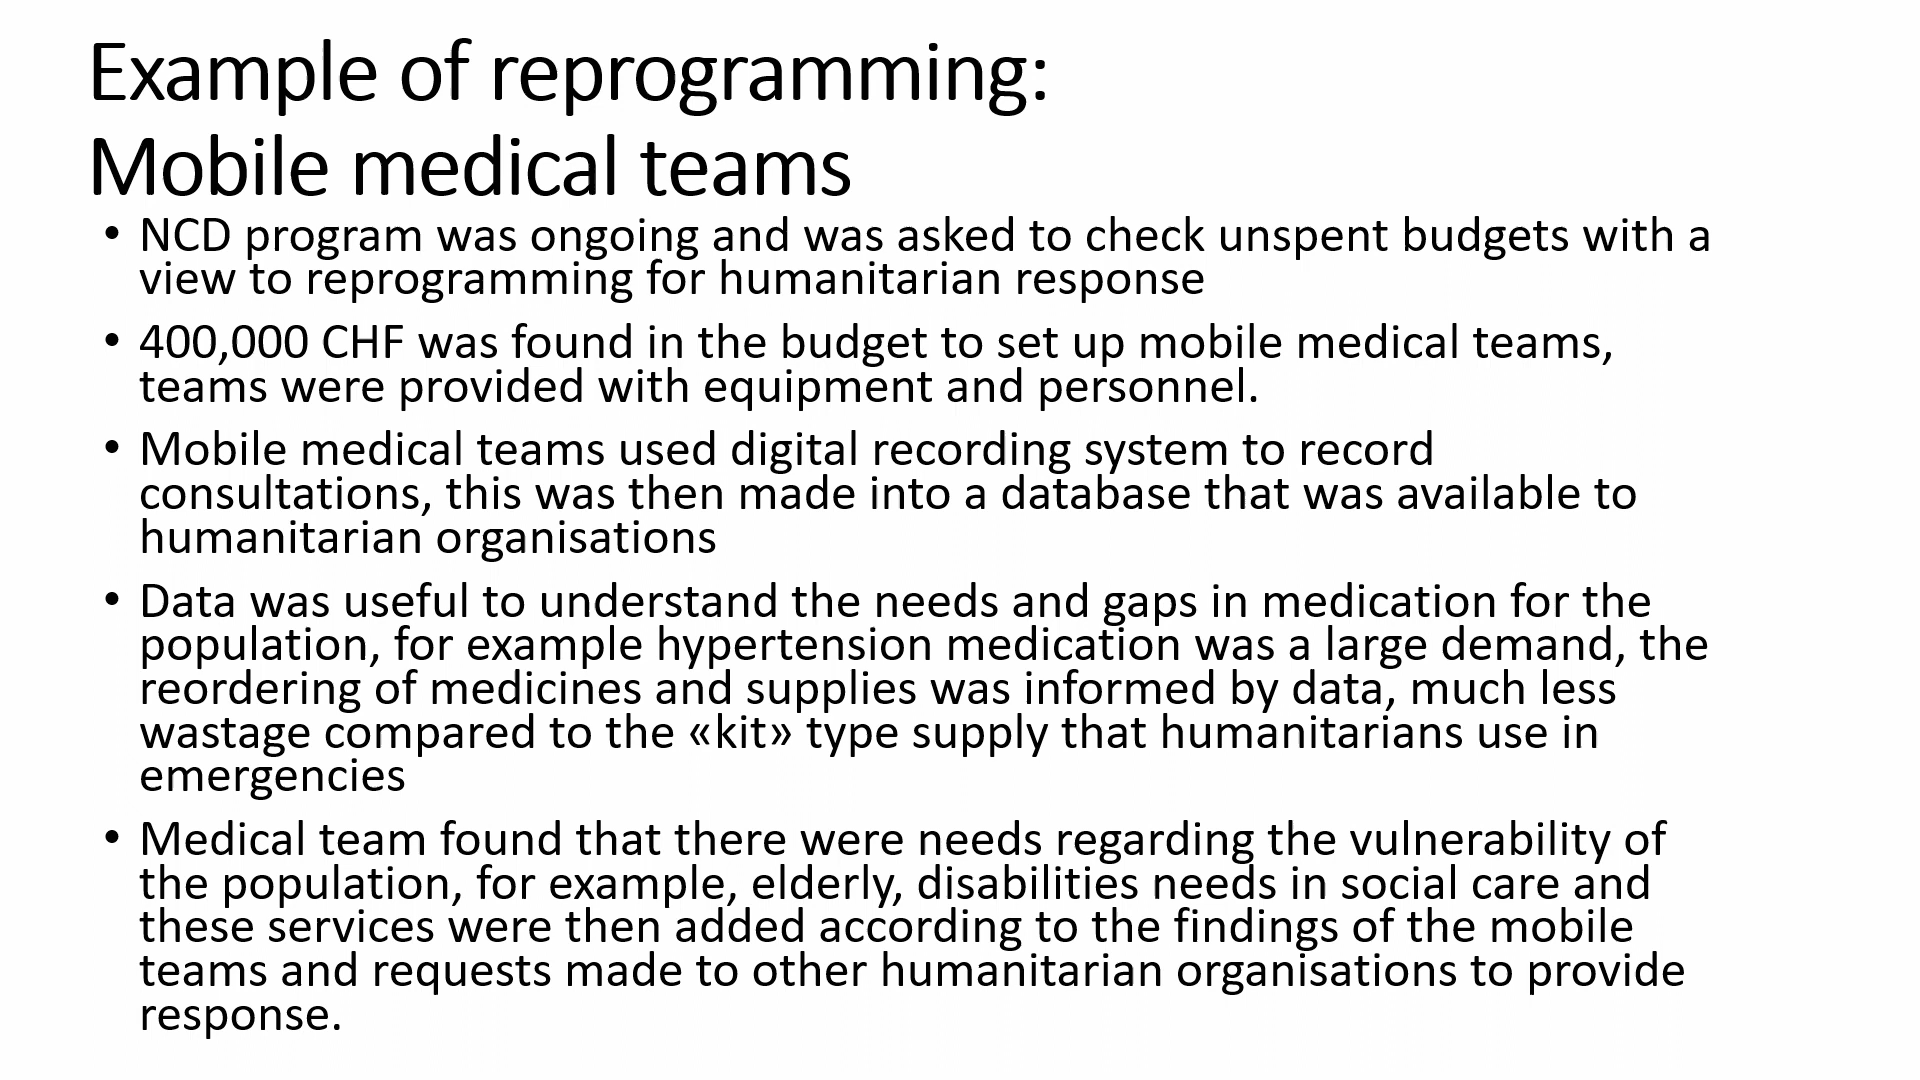 Example of reprogramming:
Mobile medical teams
• NCD program was ongoing and was asked to check unspent budgets with a
view to reprogramming for humanitarian response
• 400,000 CHF was found in the budget to set up mobile medical teams,
teams were provided with equipment and personnel.
• Mobile medical teams used digital recording system to record
consultations, this was then made into a database that was available to
humanitarian organisations
• Data was useful to understand the needs and gaps in medication for the
population, for example hypertension medication was a large demand, the
reordering of medicines and supplies was informed by data, much less
wastage compared to the «kit» type supply that humanitarians use in
emergencies
• Medical team found that there were needs regarding the vulnerability of
the population, for example, elderly, disabilities needs in social care and
these services were then added according to the findings of the mobile
teams and requests made to other humanitarian organisations to provide
response.